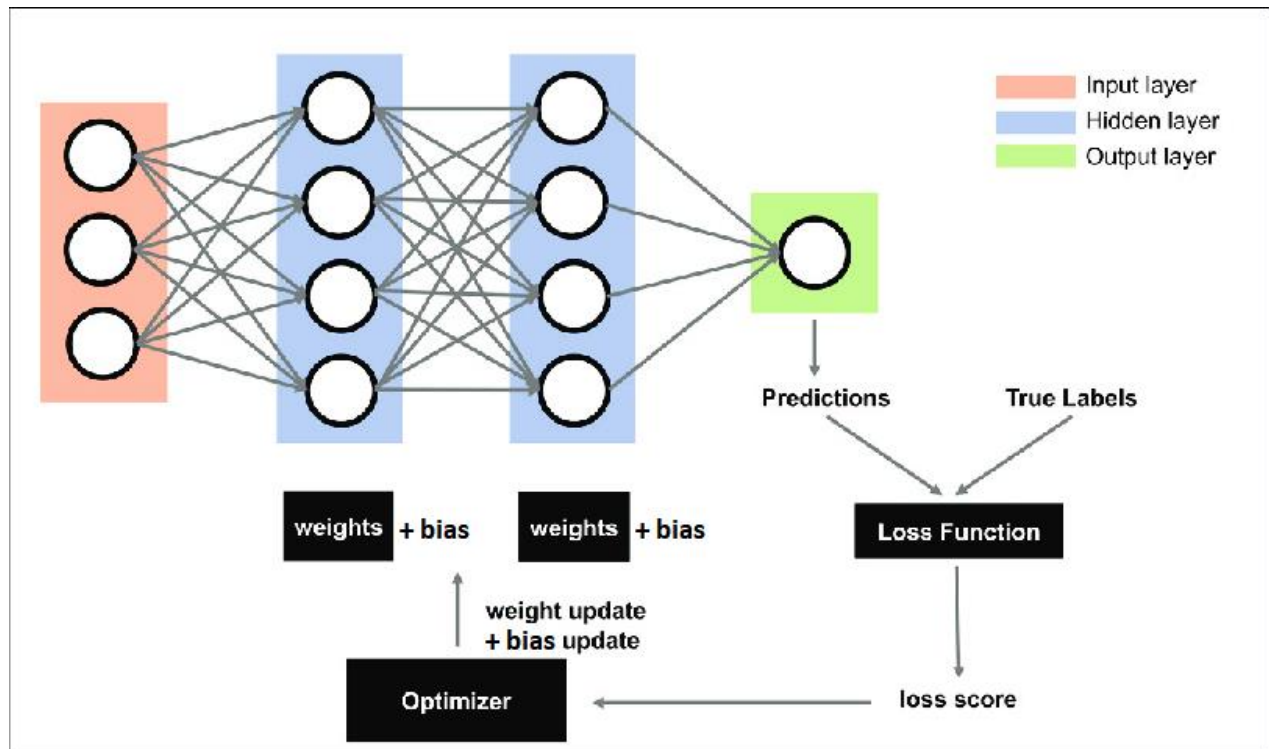 Input layer
Hidden layer
Output layer
Predictions
True Labels
weights + bias
weights + bias
Loss Function
weight update
+ bias update
Optimizer
loss score